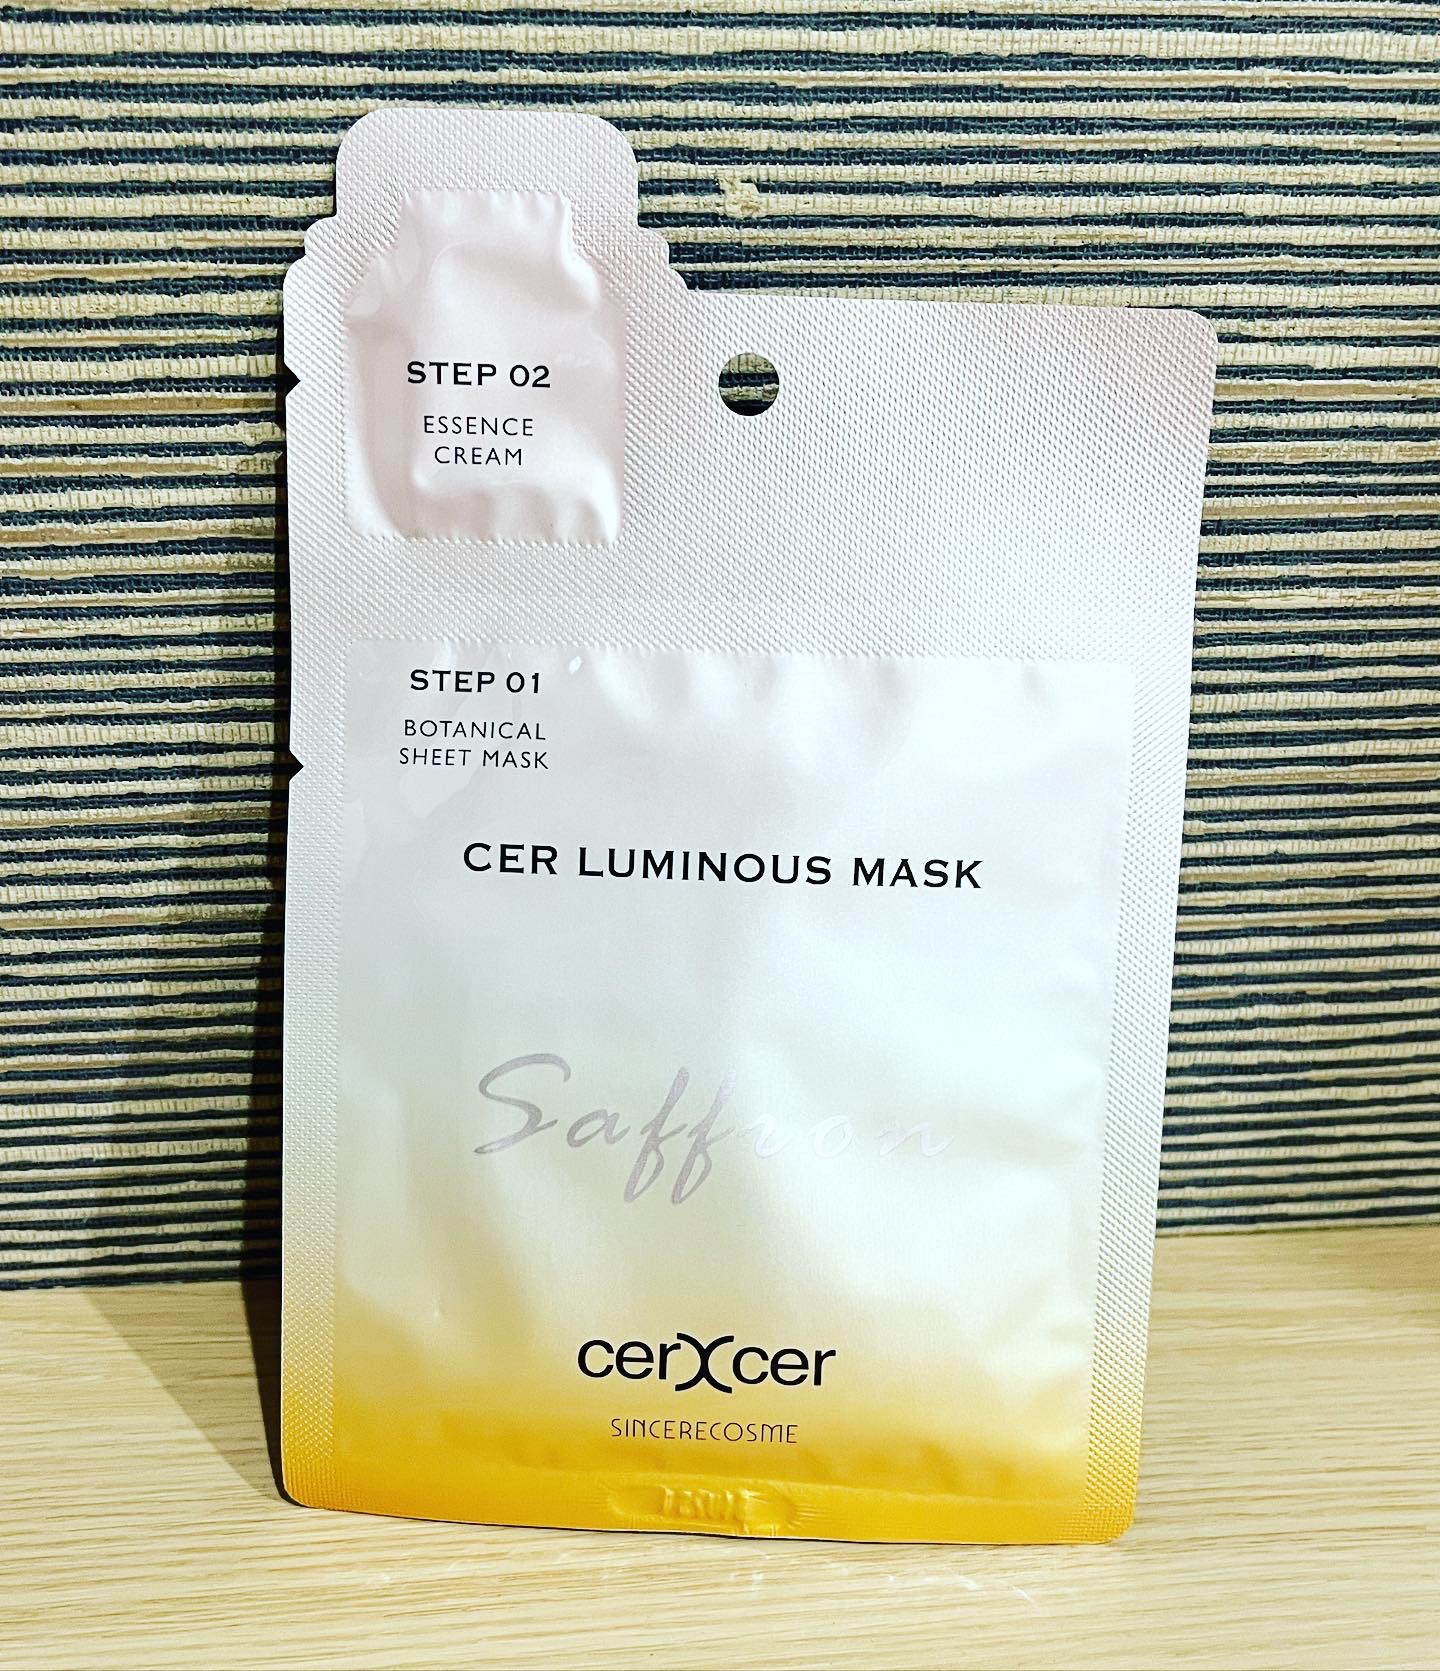 STEP 02
ESSENCE
CREAM
STEP 01
BOTANICAL
SHEET MASK
CER LUMINOUS MASK
Saffron
cerXcer
SINCERECOSME